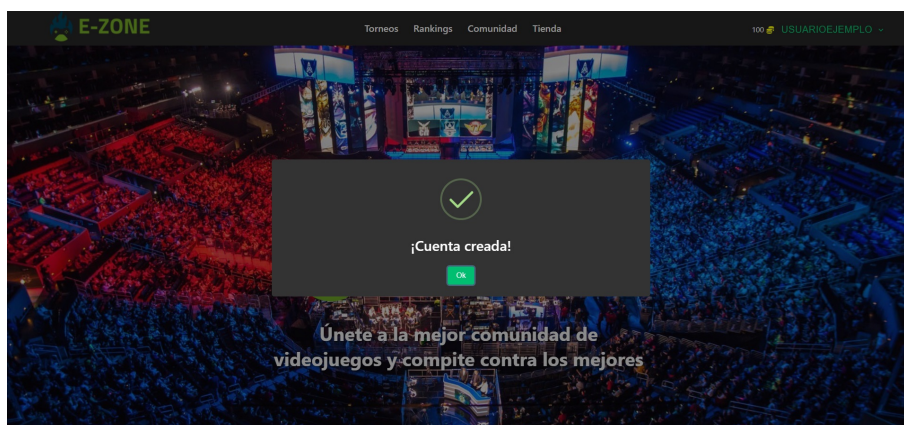 E-ZONE
Torneos Rankings Comunidad Tienda
100 USUARIOEJEMPLO
¡Cuenta creada!
Ok
Únete a la mejor comunidad de
videojuegos y compite contra los mejores